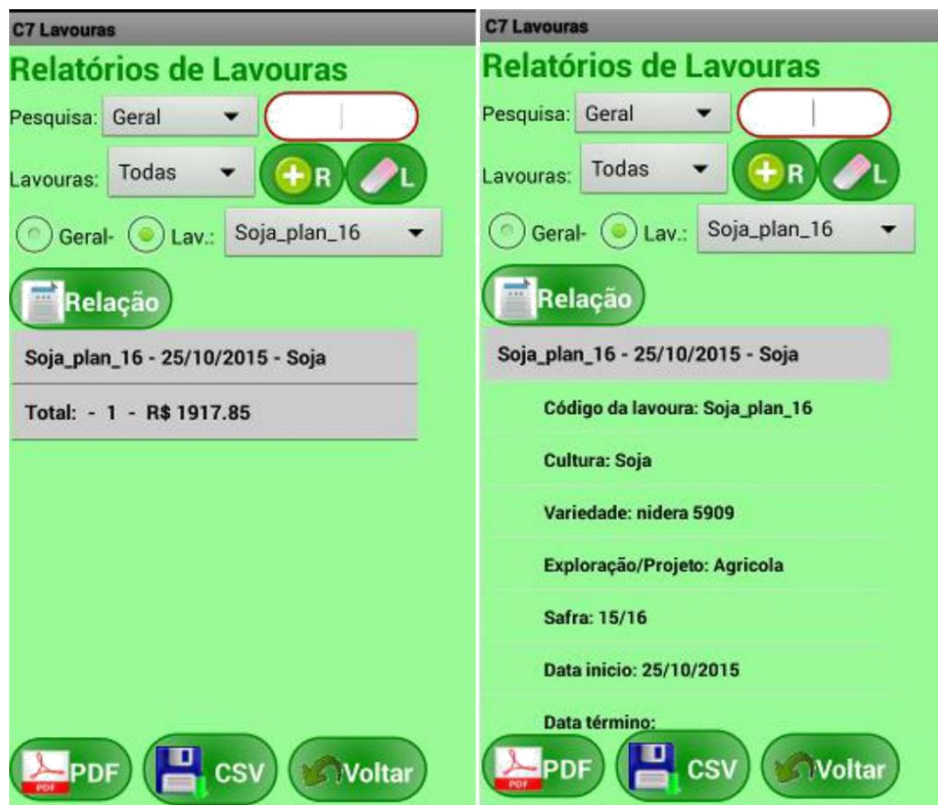 C7 Lavouras
Relatórios de Lavouras
Pesquisa: Geral
Lavouras: Todas R L
Geral- Lav.: Soja_plan_16
Relação
Soja_plan_16 - 25/10/2015 - Soja
Total: - 1 - R$ 1917.85
PDF PDF CSV Voltar
C7 Lavouras
Relatórios de Lavouras
Pesquisa: Geral
Lavouras: Todas R L
Geral- Lav.: Soja_plan_16
Relação
Soja_plan_16 - 25/10/2015 - Soja
Código da lavoura: Soja_plan_16
Cultura: Soja
Variedade: nidera 5909
Exploração/Projeto: Agricola
Safra: 15/16
Data inicio: 25/10/2015
Data término:
PDF PDF CSV Voltar